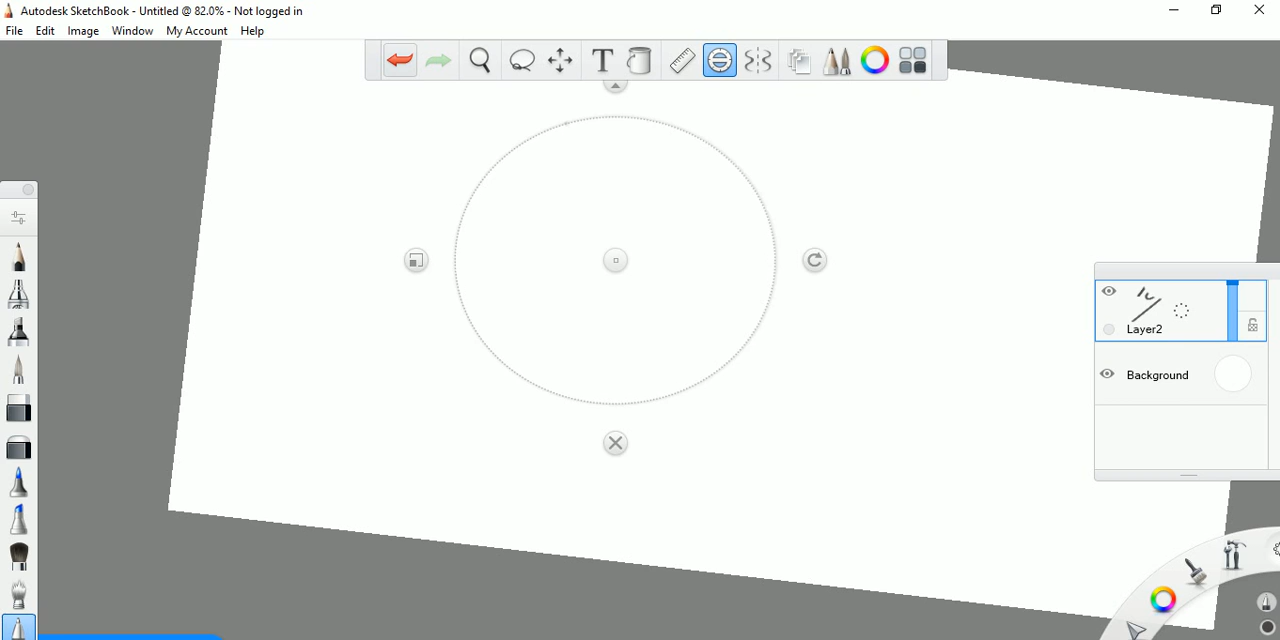 Autodesk SketchBook - Untitled @ 82.0% - Not logged in
File Edit Image Window My Account Help
T
Layer2
Background